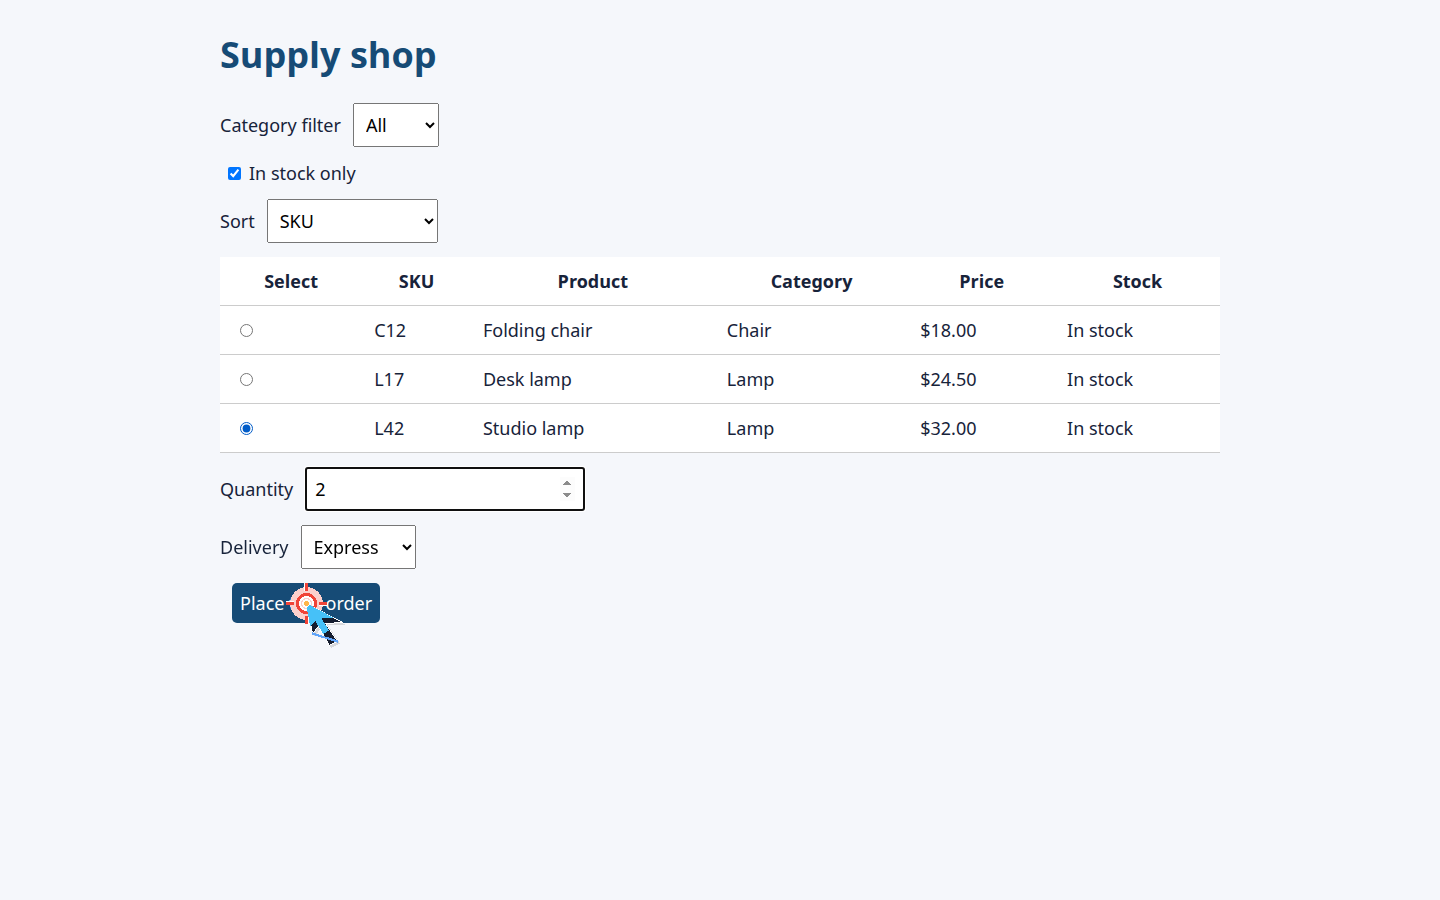 Supply shop
Category filter All
In stock only
Sort SKU
Select SKU Product Category Price Stock
C12 Folding chair Chair $18.00 In stock
L17 Desk lamp Lamp $24.50 In stock
L42 Studio lamp Lamp $32.00 In stock
Quantity 2
Delivery Express
Place order